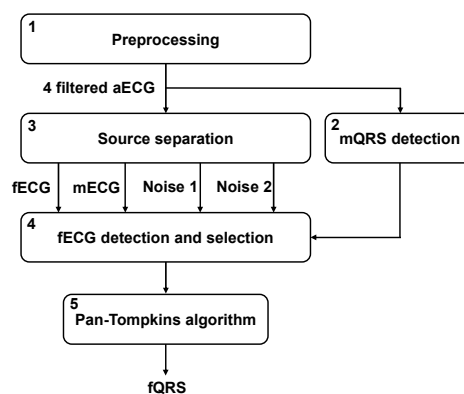 1
Preprocessing
4 filtered aECG
3
Source separation
2
mQRS detection
fECG
mECG
Noise 1
Noise 2
4
fECG detection and selection
5
Pan-Tompkins algorithm
fQRS